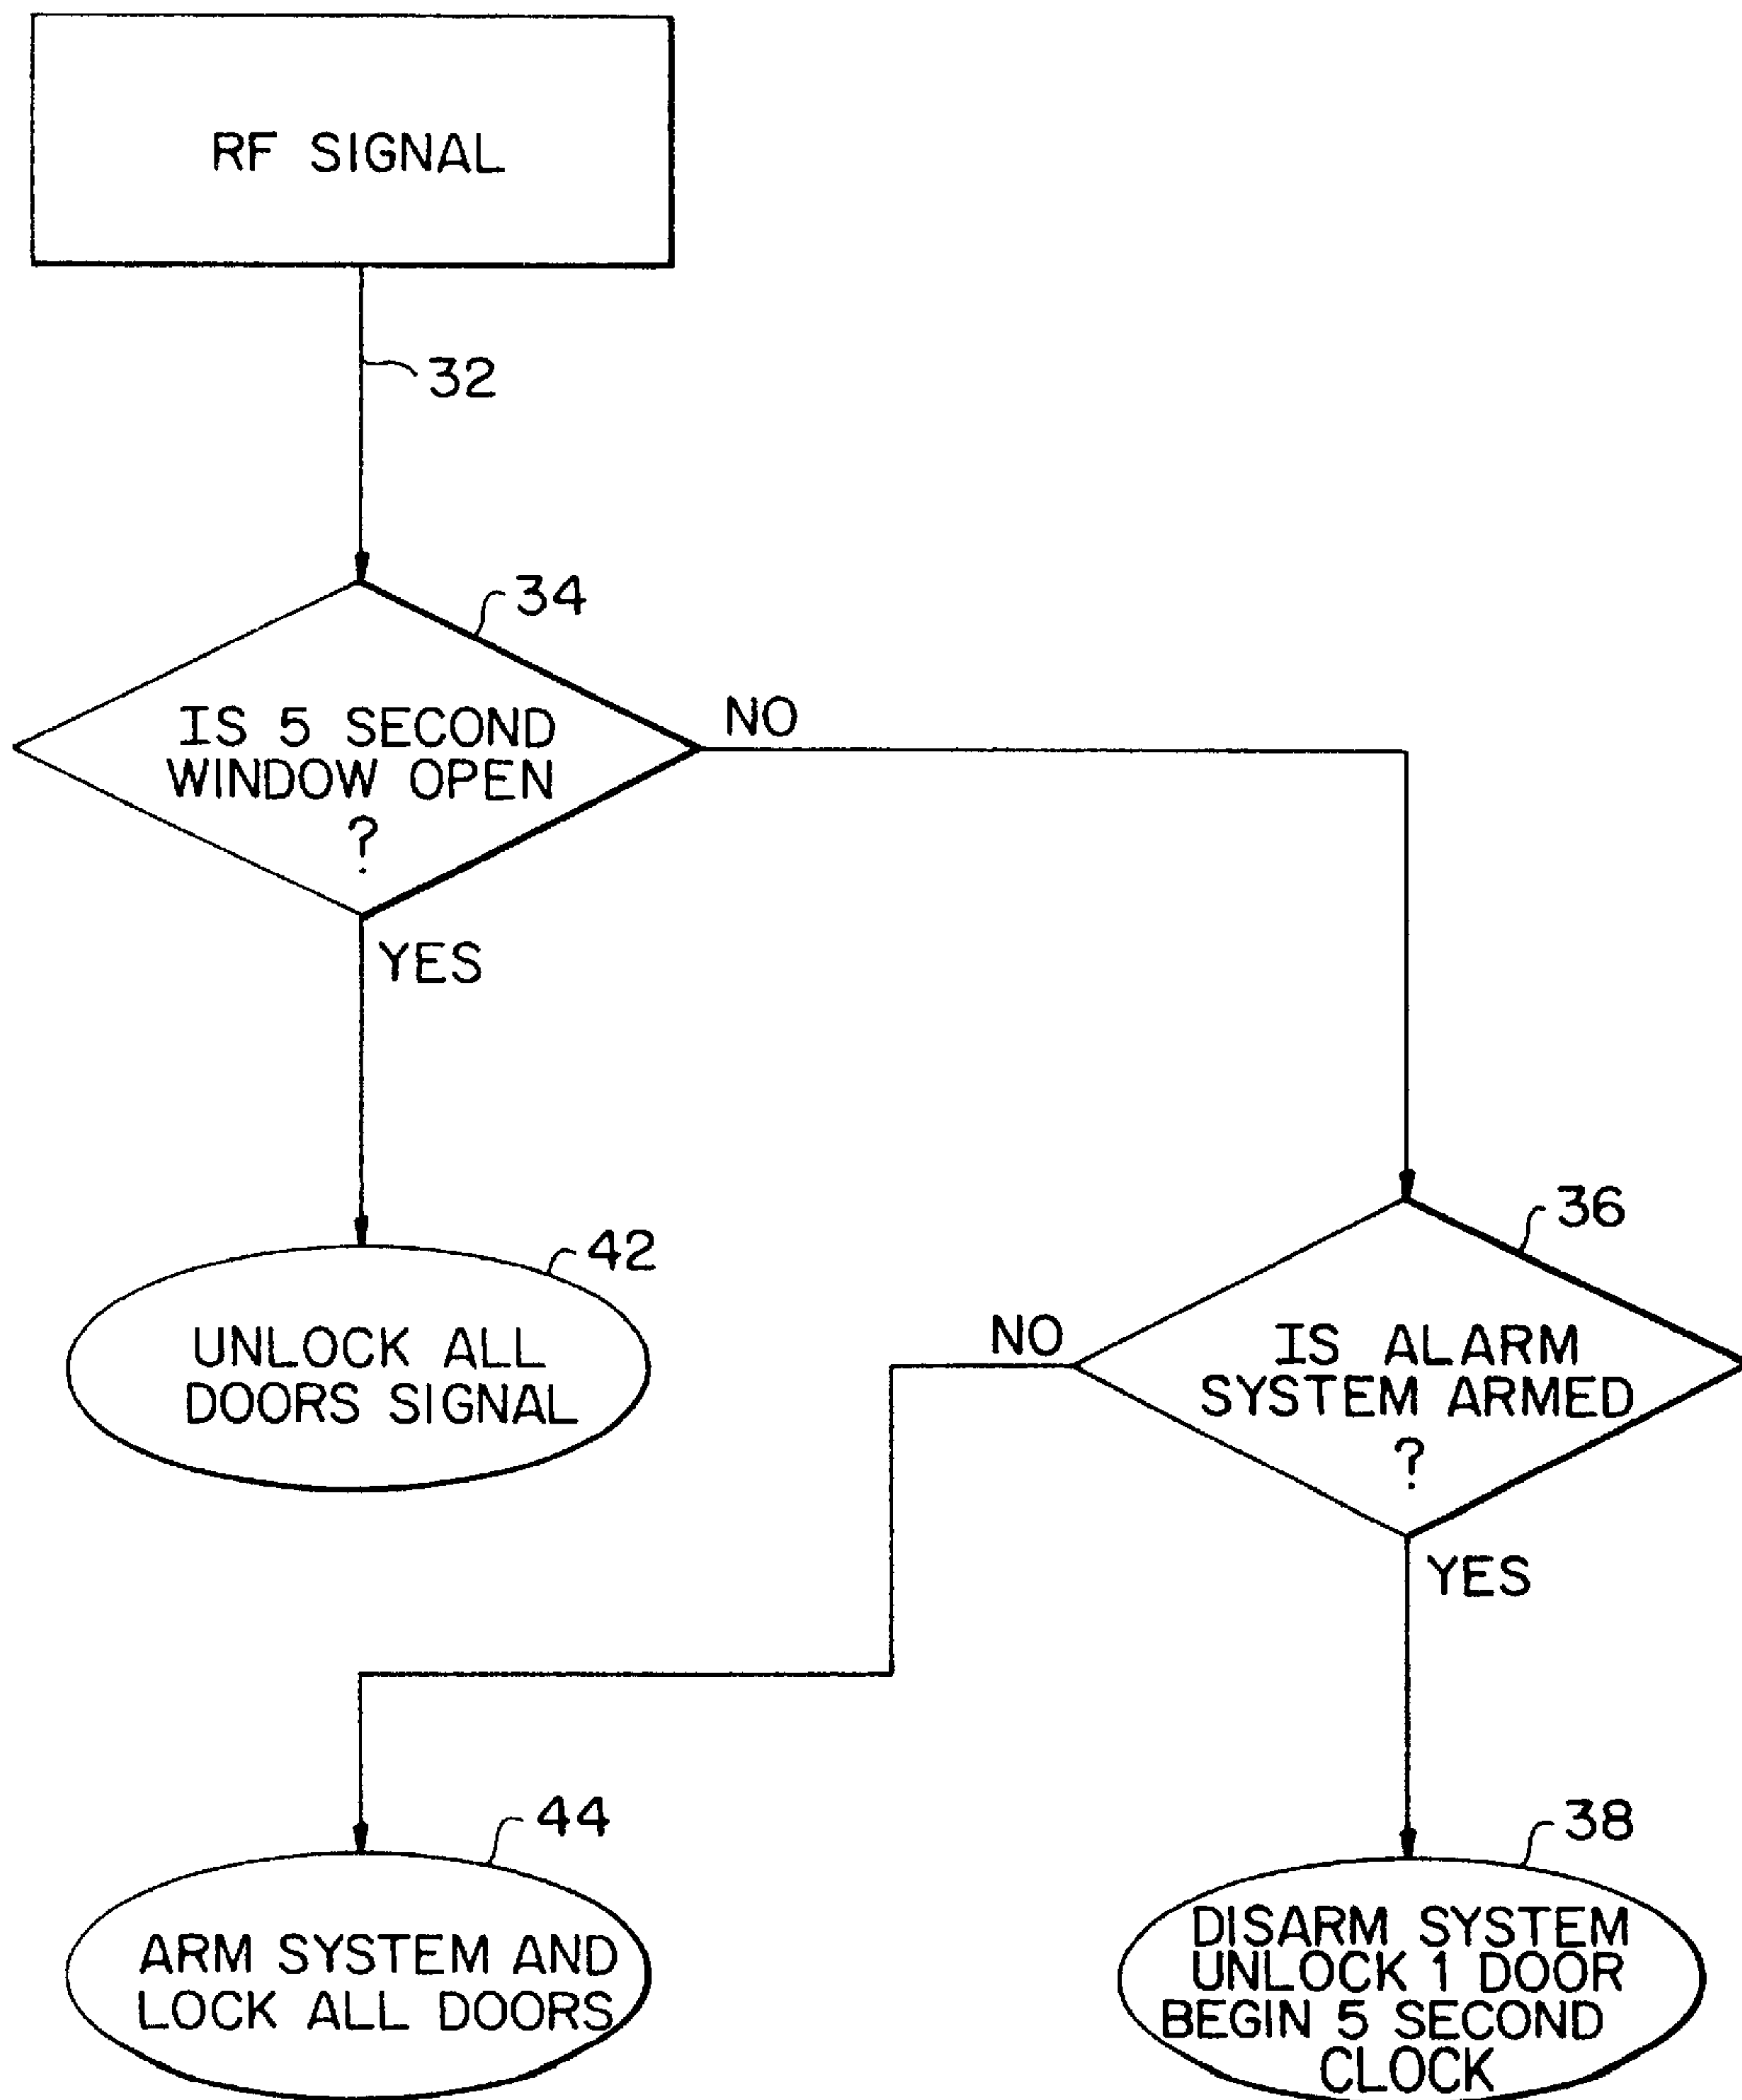 RF SIGNAL
32
34
IS 5 SECOND
WINDOW OPEN
?
NO
YES
36
42
UNLOCK ALL
DOORS SIGNAL
NO
IS ALARM
SYSTEM ARMED
?
YES
44
ARM SYSTEM AND
LOCK ALL DOORS
38
DISARM SYSTEM
UNLOCK 1 DOOR
BEGIN 5 SECOND
CLOCK